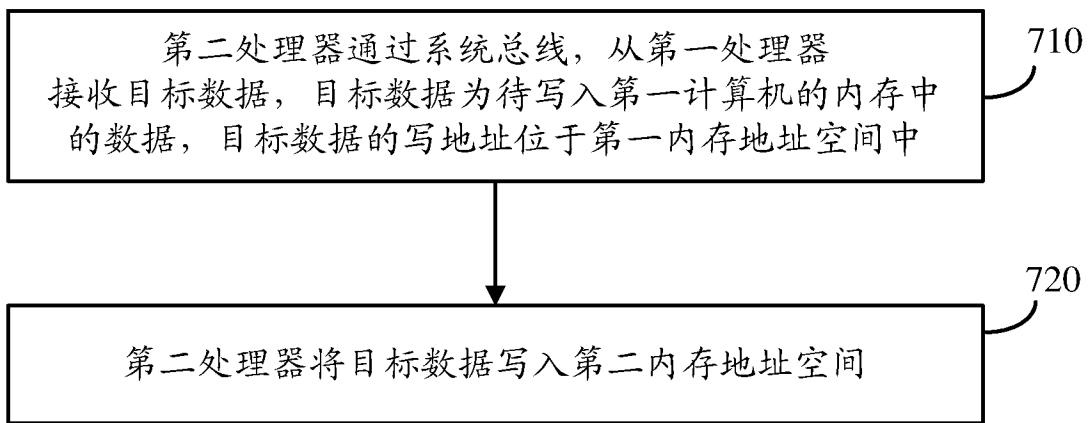 第二处理器通过系统总线，从第一处理器
710
接收目标数据，目标数据为待写入第一计算机的内存中
的数据，目标数据的写地址位于第一内存地址空间中
720
第二处理器将目标数据写入第二内存地址空间